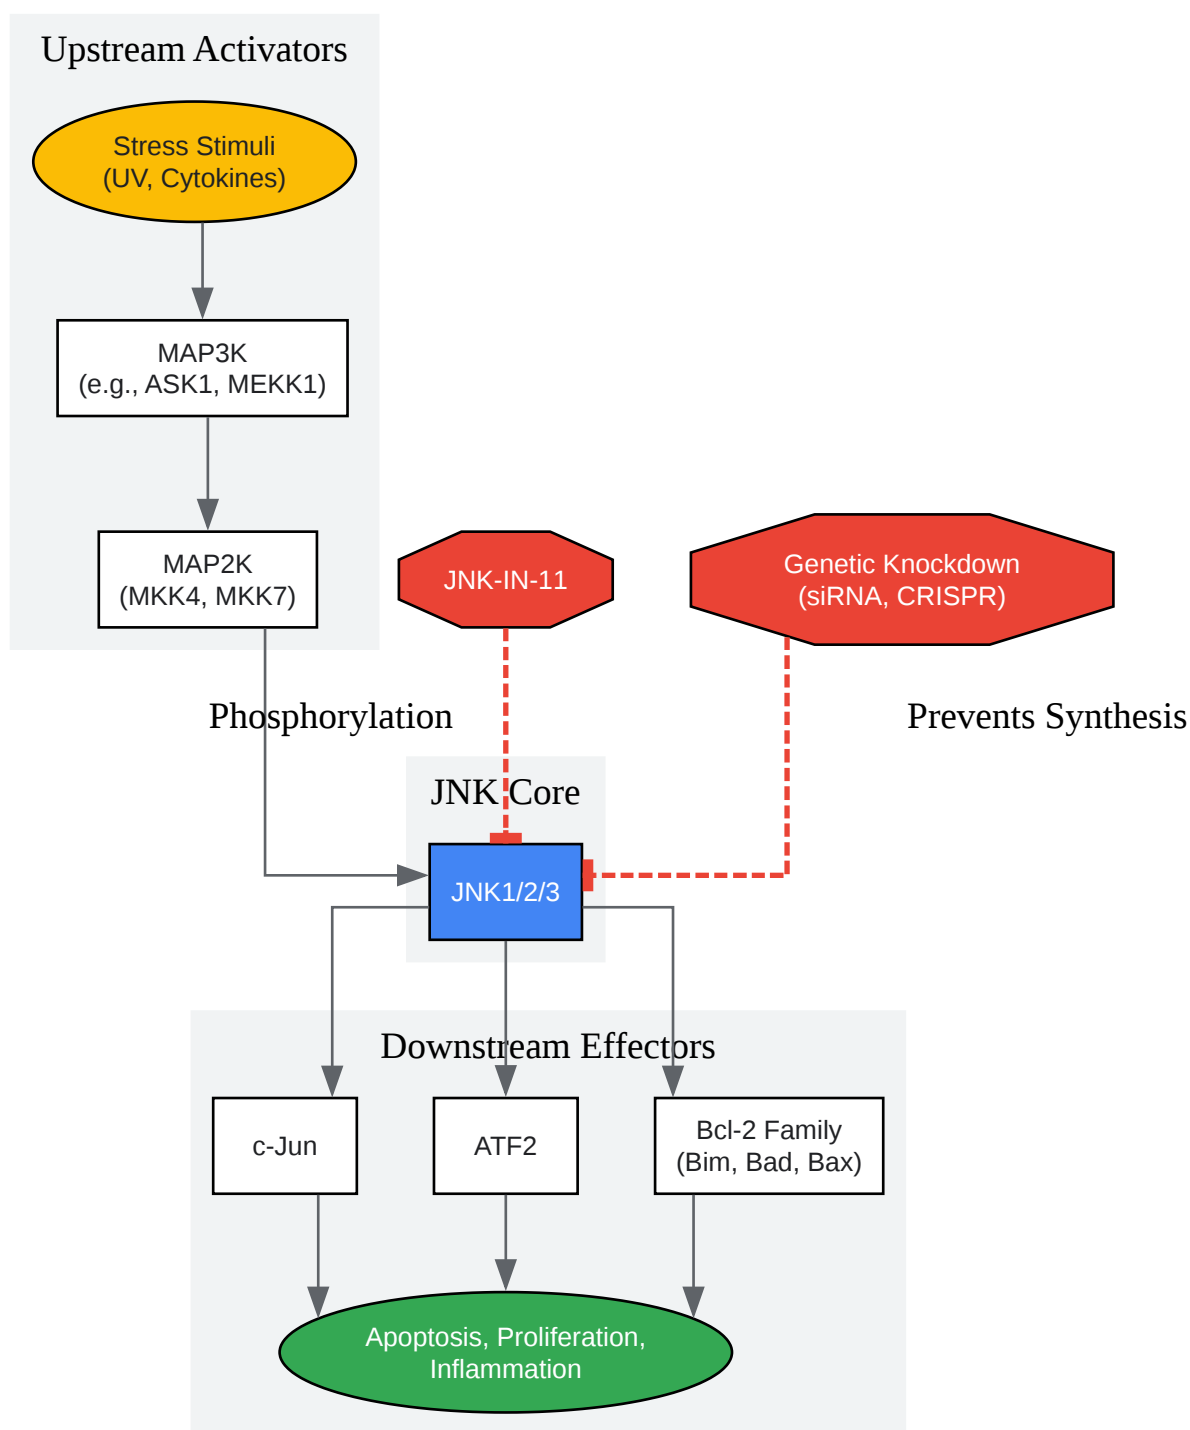 Upstream Activators
Stress Stimuli
(UV, Cytokines)
MAP3K
(e.g., ASK1, MEKK1)
MAP2K
(MKK4, MKK7)
JNK-IN-11
Genetic Knockdown
(siRNA, CRISPR)
Phosphorylation
Prevents Synthesis
JNK Core
JNK1/2/3
Downstream Effectors
c-Jun
ATF2
Bcl-2 Family
(Bim, Bad, Bax)
Apoptosis, Proliferation,
Inflammation